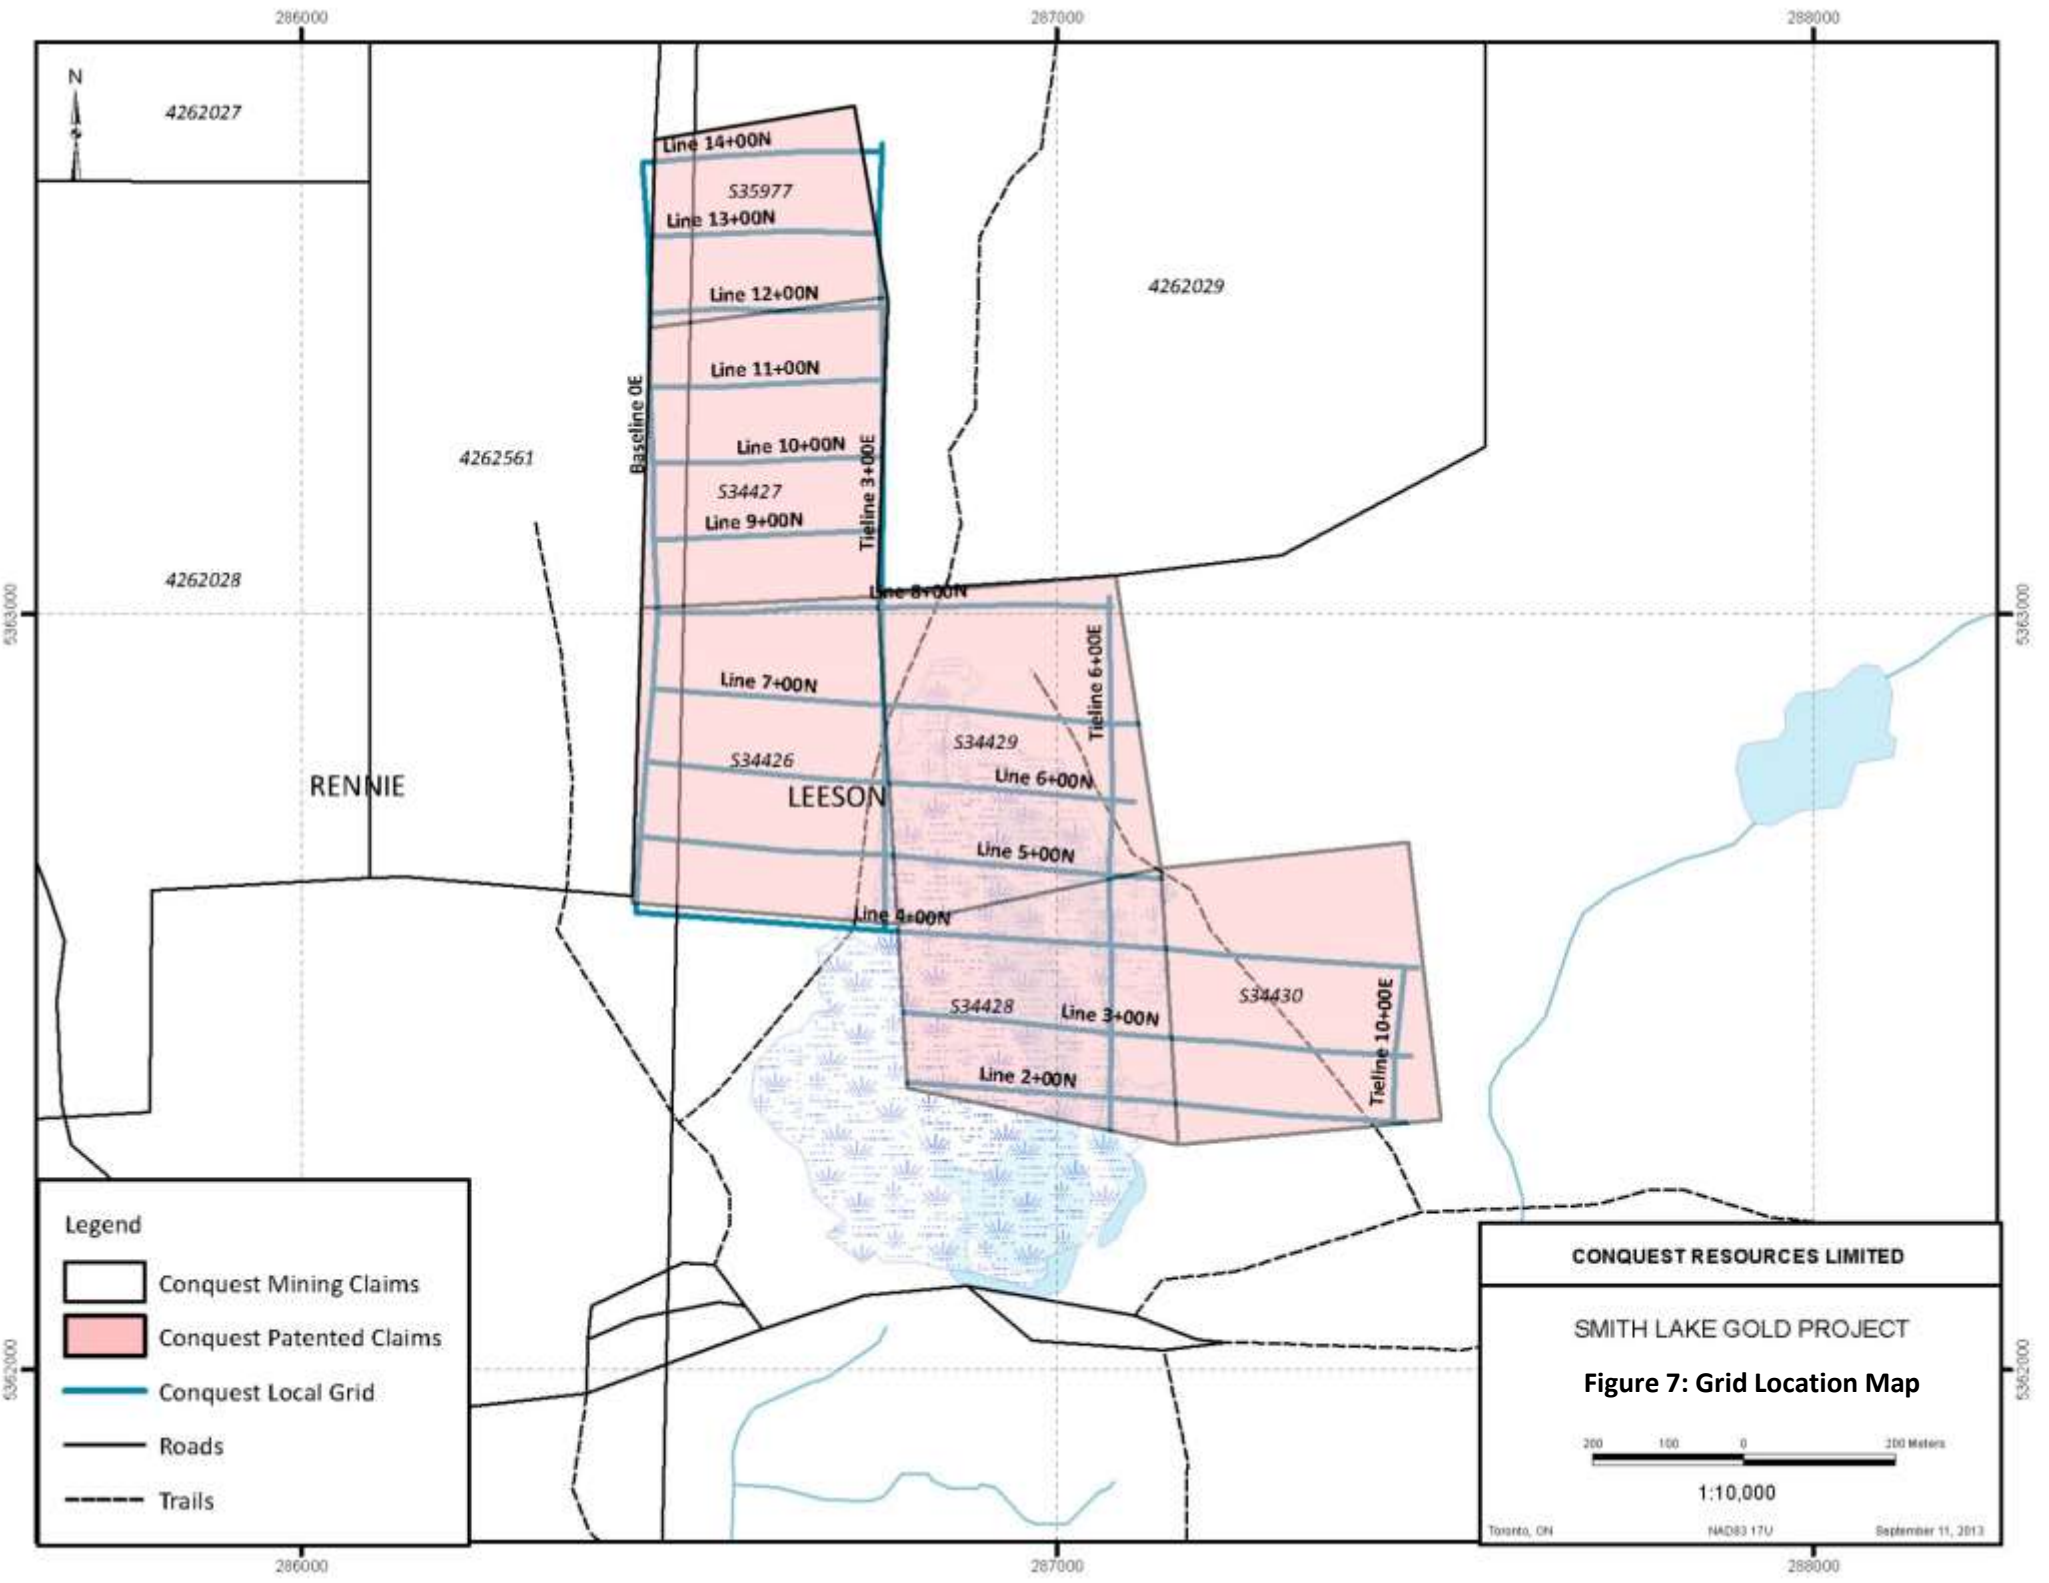 286000
287000
288000
N
4262027
Line 14+00N
S35977
Line 13+00N
4262029
Line 12+00N
Line 11+00N
Baseline 0E
Line 10+00N
Tieline 3+00E
4262561
S34427
Line 9+00N
4262028
Line 8+00N
5363000
5363000
Tieline 6+00E
Line 7+00N
S34429
S34426
Line 6+00N
RENNIE
LEESON
Line 5+00N
Line 4+00N
S34430
S34428
Line 3+00N
Tieline 10+00E
Line 2+00N
Legend
Conquest Mining Claims
Conquest Patented Claims
Conquest Local Grid
Roads
Trails
CONQUEST RESOURCES LIMITED
SMITH LAKE GOLD PROJECT
Figure 7: Grid Location Map
200 100 0 200 Meters
1:10,000
Toronto, ON NAD83 17U September 11, 2013
5362000
5362000
286000
287000
288000